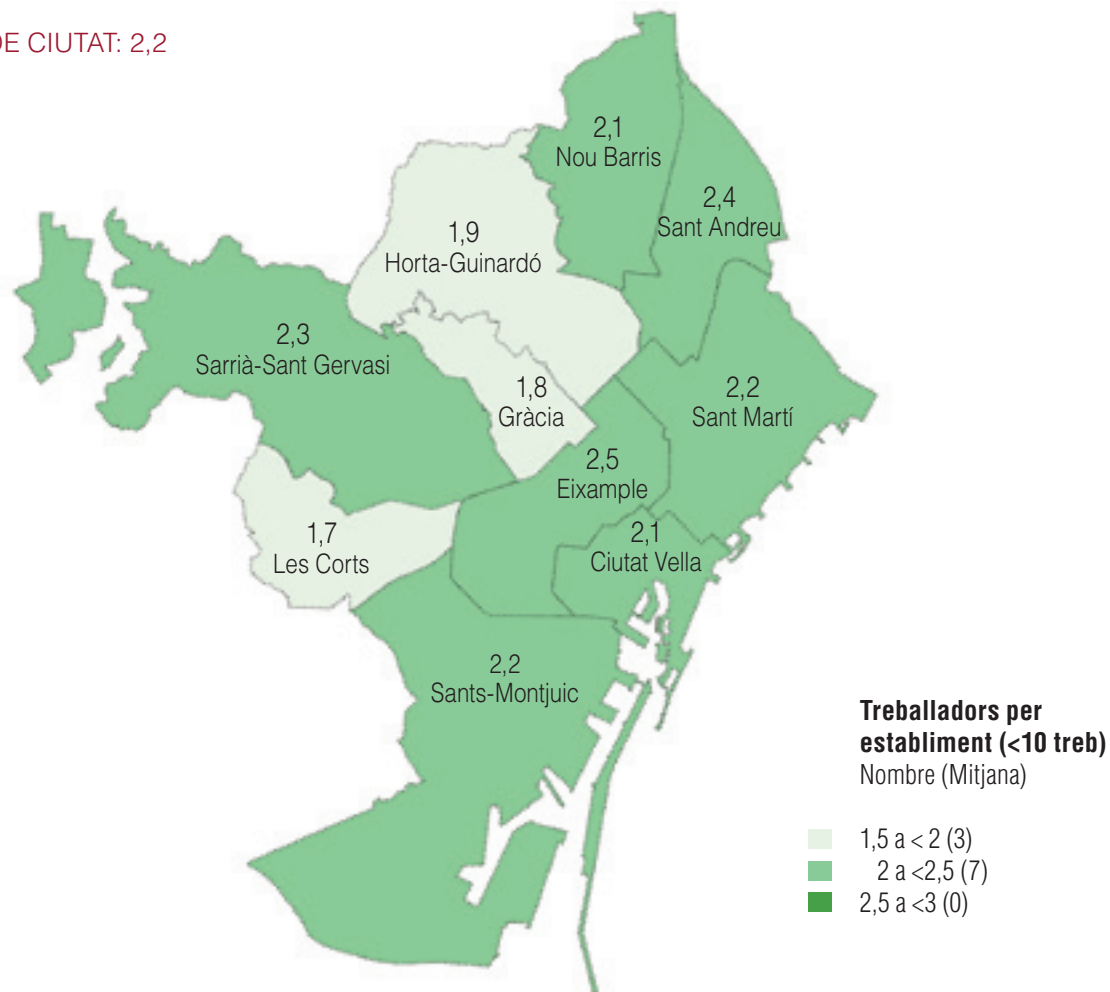 DE CIUTAT: 2,2
2,1
Nou Barris
2,4
Sant Andreu
1,9
Horta-Guinardó
2,3
Sarrià-Sant Gervasi
1,8
Gràcia
2,2
Sant Martí
2,5
Eixample
1,7
Les Corts
2,1
Ciutat Vella
2,2
Sants-Montjuic
Treballadors per
establiment (<10 treb)
Nombre (Mitjana)
1,5 a < 2 (3)
2 a <2,5 (7)
2,5 a <3 (0)